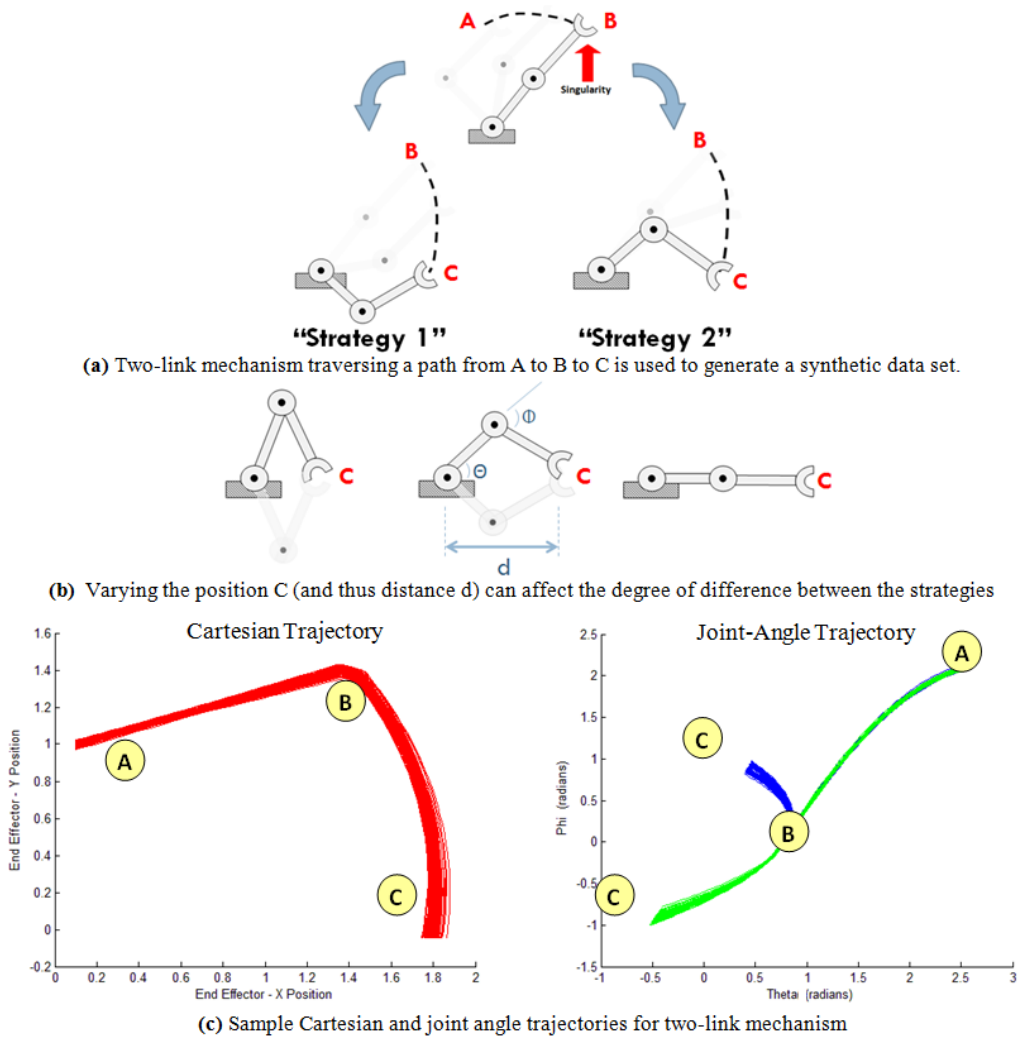 A
B
Singularity
B
C
B
C
“Strategy 1”
“Strategy 2”
(a) Two-link mechanism traversing a path from A to B to C is used to generate a synthetic data set.
C
Θ
Φ
C
d
C
(b) Varying the position C (and thus distance d) can affect the degree of difference between the strategies
Cartesian Trajectory
1.6
1.4
1.2
1
0.8
0.6
0.4
0.2
0
-0.2
End Effector - Y Position
A
B
C
0 0.2 0.4 0.6 0.8 1 1.2 1.4 1.6 1.8 2
End Effector - X Position
Joint-Angle Trajectory
2.5
2
1.5
1
0.5
0
-0.5
-1
-1.5
Phi (radians)
A
C
B
C
-1 -0.5 0 0.5 1 1.5 2 2.5 3
Theta (radians)
(c) Sample Cartesian and joint angle trajectories for two-link mechanism